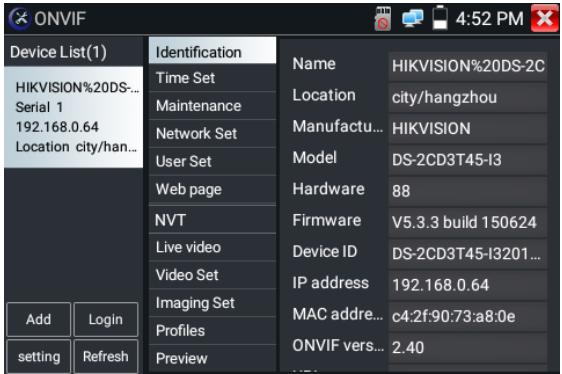 ONVIF
4:52 PM
Device List(1)
HIKVISION%20DS-...
Serial 1
192.168.0.64
Location city/han...
Add
Login
setting
Refresh
Identification
Time Set
Maintenance
Network Set
User Set
Web page
NVT
Live video
Video Set
Imaging Set
Profiles
Preview
Name HIKVISION%20DS-2C
Location city/hangzhou
Manufactu... HIKVISION
Model DS-2CD3T45-I3
Hardware 88
Firmware V5.3.3 build 150624
Device ID DS-2CD3T45-I3201...
IP address 192.168.0.64
MAC addre... c4:2f:90:73:a8:0e
ONVIF vers... 2.40